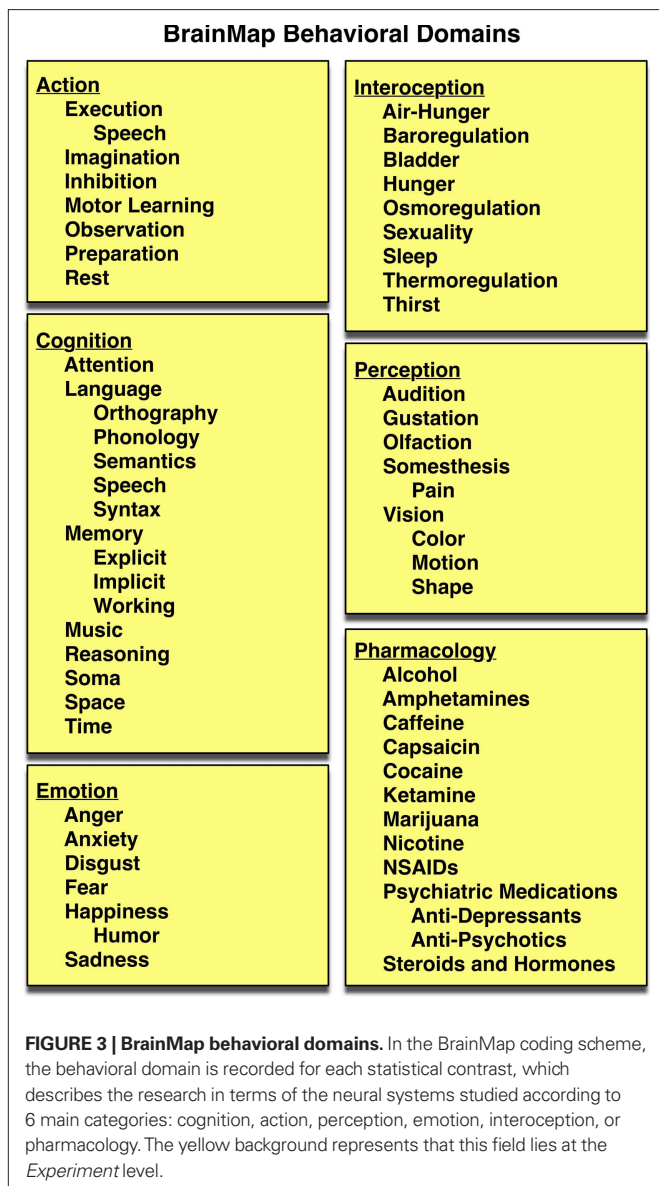 BrainMap Behavioral Domains
Action
Execution
Speech
Imagination
Inhibition
Motor Learning
Observation
Preparation
Rest
Cognition
Attention
Language
Orthography
Phonology
Semantics
Speech
Syntax
Memory
Explicit
Implicit
Working
Music
Reasoning
Soma
Space
Time
Emotion
Anger
Anxiety
Disgust
Fear
Happiness
Humor
Sadness
Interoception
Air-Hunger
Baroregulation
Bladder
Hunger
Osmoregulation
Sexuality
Sleep
Thermoregulation
Thirst
Perception
Audition
Gustation
Olfaction
Somesthesis
Pain
Vision
Color
Motion
Shape
Pharmacology
Alcohol
Amphetamines
Caffeine
Capsaicin
Cocaine
Ketamine
Marijuana
Nicotine
NSAIDs
Psychiatric Medications
Anti-Depressants
Anti-Psychotics
Steroids and Hormones
FIGURE 3 | BrainMap behavioral domains. In the BrainMap coding scheme,
the behavioral domain is recorded for each statistical contrast, which
describes the research in terms of the neural systems studied according to
6 main categories: cognition, action, perception, emotion, interoception, or
pharmacology. The yellow background represents that this field lies at the
Experiment level.